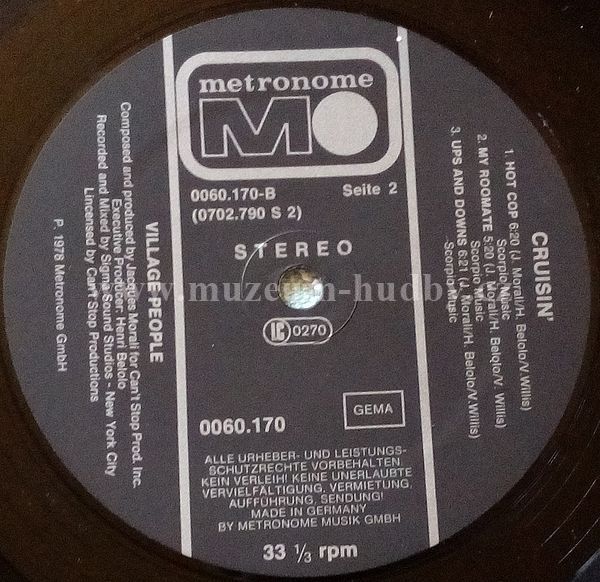 metronome
MO
0060.170-B
Seite 2
(0702.790 S 2)
STEREO
LC 0270
0060.170
GEMA
ALLE URHEBER- UND LEISTUNGS-
SCHUTZRECHTE VORBEHALTEN.
KEIN VERLEIH! KEINE UNERLAUBTE
VERVIELFÄLTIGUNG, VERMIETUNG,
AUFFÜHRUNG, SENDUNG!
MADE IN GERMANY
BY METRONOME MUSIK GMBH
33 ⅓ rpm
CRUISIN'
1. HOT COP 6:20 (J. Morali/H. Belolo/V.Willis)
Scorpio Music
2. MY ROOMATE 5:20 (J. Morali/H. Belolo/V. Willis)
Scorpio Music
3. UPS AND DOWNS 6:21 (J. Morali/H. Belolo/V.Willis)
Scorpio Music
VILLAGE PEOPLE
Composed and produced by Jacques Morali for Can't Stop Prod. Inc.
Executive Producer: Henri Belolo
Recorded and Mixed by Sigma Sound Studios - New York City
Lincensed by Can't Stop Productions
P. 1978 Metronome GmbH